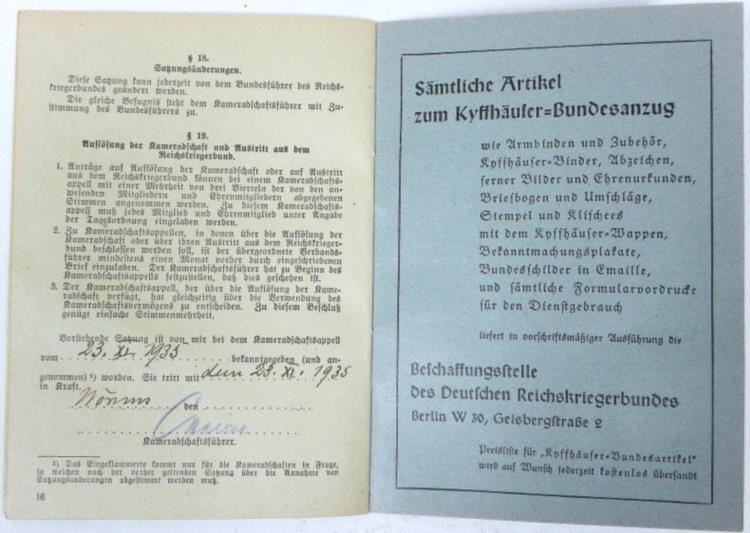 § 18.
Satzungsänderungen.
Diese Satzung kann jederzeit von dem Bundesführer des Reichs-
kriegerbundes geändert werden.
Die gleiche Befugnis steht dem Kameradschaftsführer mit Zu-
stimmung des Bundesführers zu.
§ 19.
Auflösung der Kameradschaft und Austritt aus dem
Reichskriegerbund.
1. Anträge auf Auflösung der Kameradschaft oder auf Austritt
aus dem Reichskriegerbund können bei einem Kameradschafts-
appell mit einer Mehrheit von drei Vierteln der von den an-
wesenden Mitgliedern und Ehrenmitgliedern abgegebenen
Stimmen angenommen werden. Zu diesem Kameradschafts-
appell muß jedes Mitglied und Ehrenmitglied unter Angabe
der Tagesordnung eingeladen werden.
2. Zu Kameradschaftsappellen, in denen über die Auflösung der
Kameradschaft oder über ihren Austritt aus dem Reichskrieger-
bund beschlossen werden soll, ist der übergeordnete Verbands-
führer mindestens einen Monat vorher durch eingeschriebenen
Brief einzuladen. Der Kameradschaftsführer hat zu Beginn des
Kameradschaftsappells festzustellen, daß dies geschehen ist.
3. Der Kameradschaftsappell, der über die Auflösung der Kame-
radschaft verfügt, hat gleichzeitig über die Verwendung des
Kameradschaftsvermögens zu entscheiden. Zu diesem Beschluß
genügt einfache Stimmenmehrheit.
Vorstehende Satzung ist von mir bei dem Kameradschaftsappell
vom 23. XI. 1935 bekanntgegeben (und an-
genommen) ¹) worden. Sie tritt mit dem 23. XI. 1935
in Kraft.
den
Kameradschaftsführer.
¹) Das Eingeklammerte kommt nur für die Kameradschaften in Frage,
in welchen nach der vorher geltenden Satzung über die Annahme von
Satzungsänderungen abgestimmt werden muß.
16
Sämtliche Artikel
zum Kyffhäuser=Bundesanzug
wie Armbinden und Zubehör,
Kyffhäuser-Binder, Abzeichen,
ferner Bilder und Ehrenurkunden,
Briefbogen und Umschläge,
Stempel und Klischees
mit dem Kyffhäuser-Wappen,
Bekanntmachungsplakate,
Bundesschilder in Emaille,
und sämtliche Formularvordrucke
für den Dienstgebrauch
liefert in vorschriftsmäßiger Ausführung die
Beschaffungsstelle
des Deutschen Reichskriegerbundes
Berlin W 30, Geisbergstraße 2
Preisliste für „Kyffhäuser-Bundesartikel"
wird auf Wunsch jederzeit kostenlos übersandt